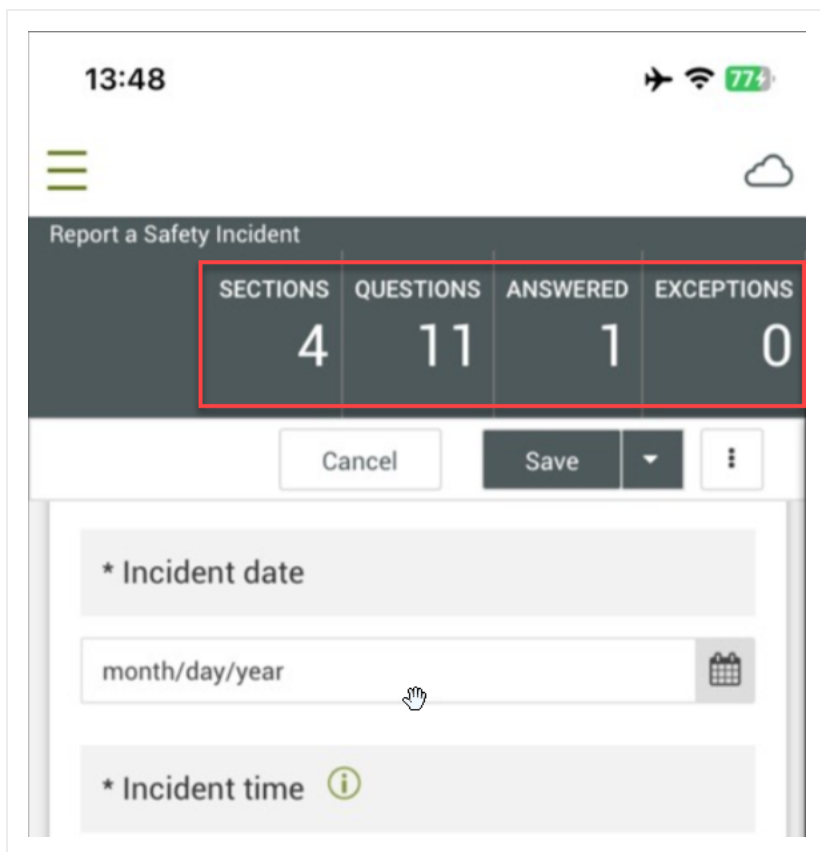 13:48 77
Report a Safety Incident
SECTIONS QUESTIONS ANSWERED EXCEPTIONS
4 11 1 0
Cancel Save
* Incident date
month/day/year
* Incident time